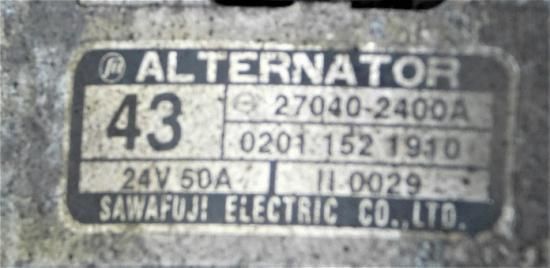 ALTERNATOR
43
27040-2400A
0201 152 1910
24V 50A
II 0029
SAWAFUJI ELECTRIC CO.,LTD.